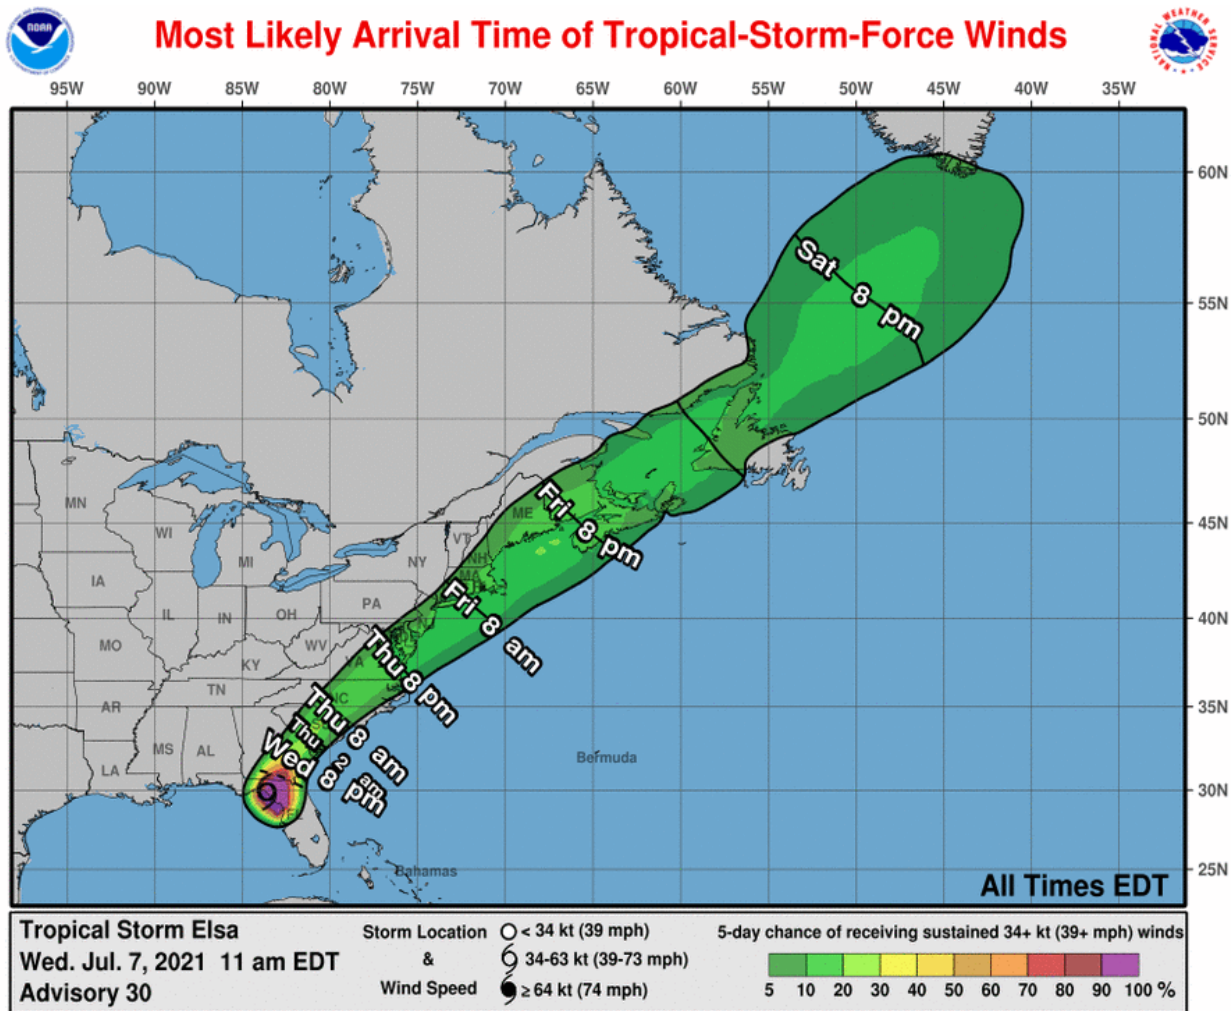 NOAA
Most Likely Arrival Time of Tropical-Storm-Force Winds
NATIONAL WEATHER SERVICE
95W 90W 85W 80W 75W 70W 65W 60W 55W 50W 45W 40W 35W
60N
55N
50N
45N
40N
35N
30N
25N
Sat 8 pm
Fri 8 pm
Fri 8 am
Thu 8 pm
Thu 8 am
Thu 2 am
Wed 8 pm
MN
WI
MI
NY
VT
NH
ME
MA
IA
IL
IN
OH
PA
MO
KY
WV
VA
TN
NC
AR
MS
AL
LA
Bermuda
Bahamas
All Times EDT
Tropical Storm Elsa
Wed. Jul. 7, 2021 11 am EDT
Advisory 30
Storm Location
&
Wind Speed
< 34 kt (39 mph)
34-63 kt (39-73 mph)
≥ 64 kt (74 mph)
5-day chance of receiving sustained 34+ kt (39+ mph) winds
5 10 20 30 40 50 60 70 80 90 100 %